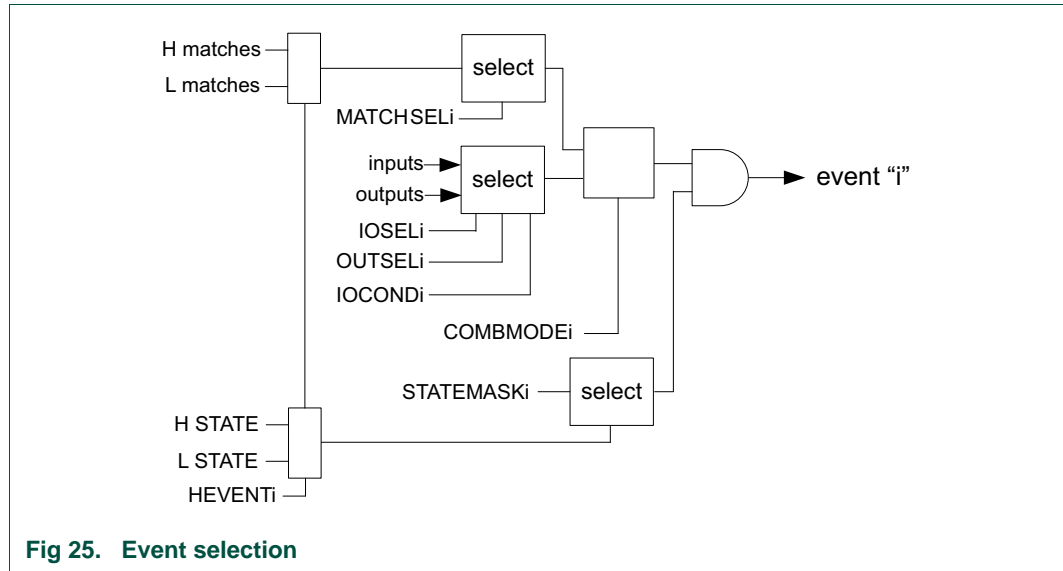 H matches
L matches
select
MATCHSELi
inputs
outputs
select
IOSELi
OUTSELi
IOCONDi
event “i”
COMBMODEi
STATEMASKi
select
H STATE
L STATE
HEVENTi
Fig 25. Event selection